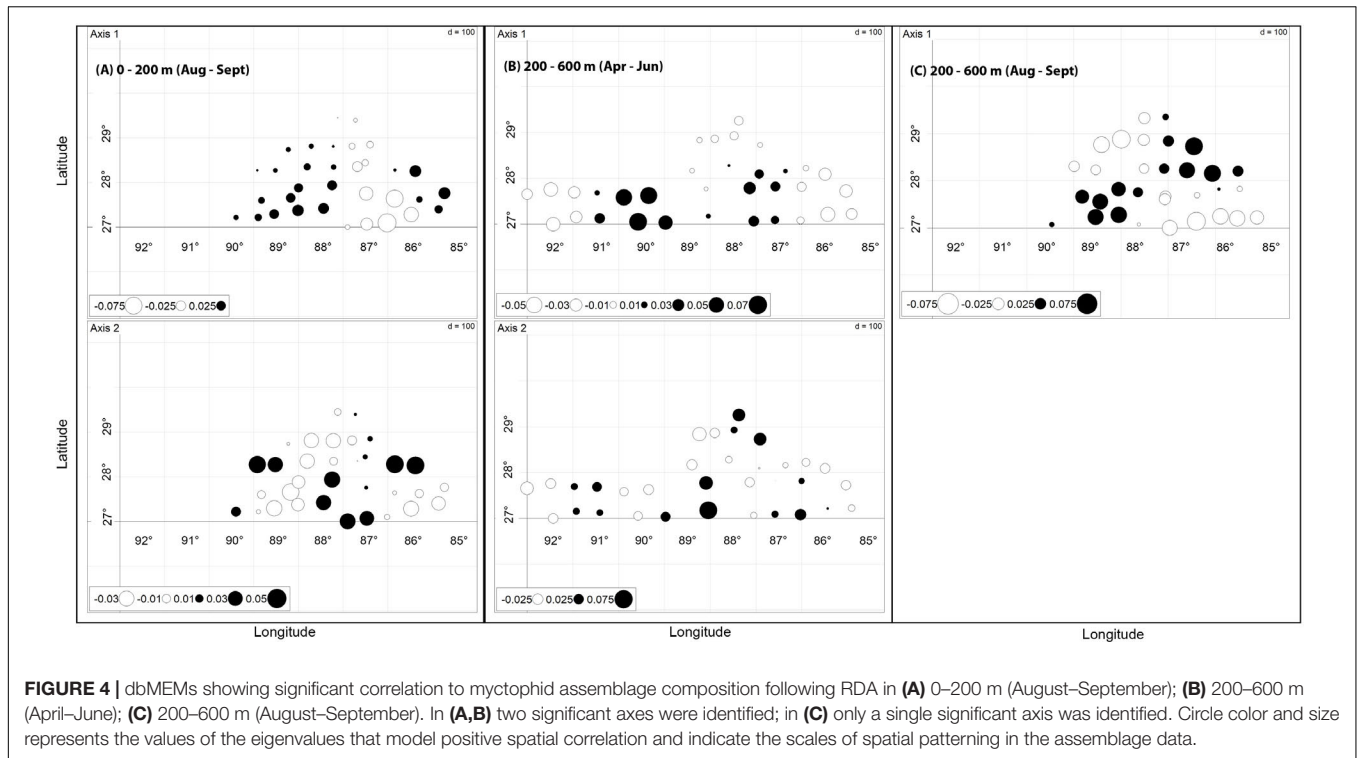 Axis 1
d = 100
(A) 0 - 200 m (Aug - Sept)
Latitude
29°
28°
27°
92° 91° 90° 89° 88° 87° 86° 85°
-0.075 -0.025 0.025
Axis 1
d = 100
(B) 200 - 600 m (Apr - Jun)
29°
28°
27°
92° 91° 90° 89° 88° 87° 86° 85°
-0.05 -0.03 -0.01 0.01 0.03 0.05 0.07
Axis 1
d = 100
(C) 200 - 600 m (Aug - Sept)
29°
28°
27°
92° 91° 90° 89° 88° 87° 86° 85°
-0.075 -0.025 0.025 0.075
Axis 2
d = 100
Latitude
29°
28°
27°
92° 91° 90° 89° 88° 87° 86° 85°
-0.03 -0.01 0.01 0.03 0.05
Longitude
Axis 2
d = 100
29°
28°
27°
92° 91° 90° 89° 88° 87° 86° 85°
-0.025 0.025 0.075
Longitude
Longitude
FIGURE 4 | dbMEMs showing significant correlation to myctophid assemblage composition following RDA in (A) 0–200 m (August–September); (B) 200–600 m
(April–June); (C) 200–600 m (August–September). In (A,B) two significant axes were identified; in (C) only a single significant axis was identified. Circle color and size
represents the values of the eigenvalues that model positive spatial correlation and indicate the scales of spatial patterning in the assemblage data.